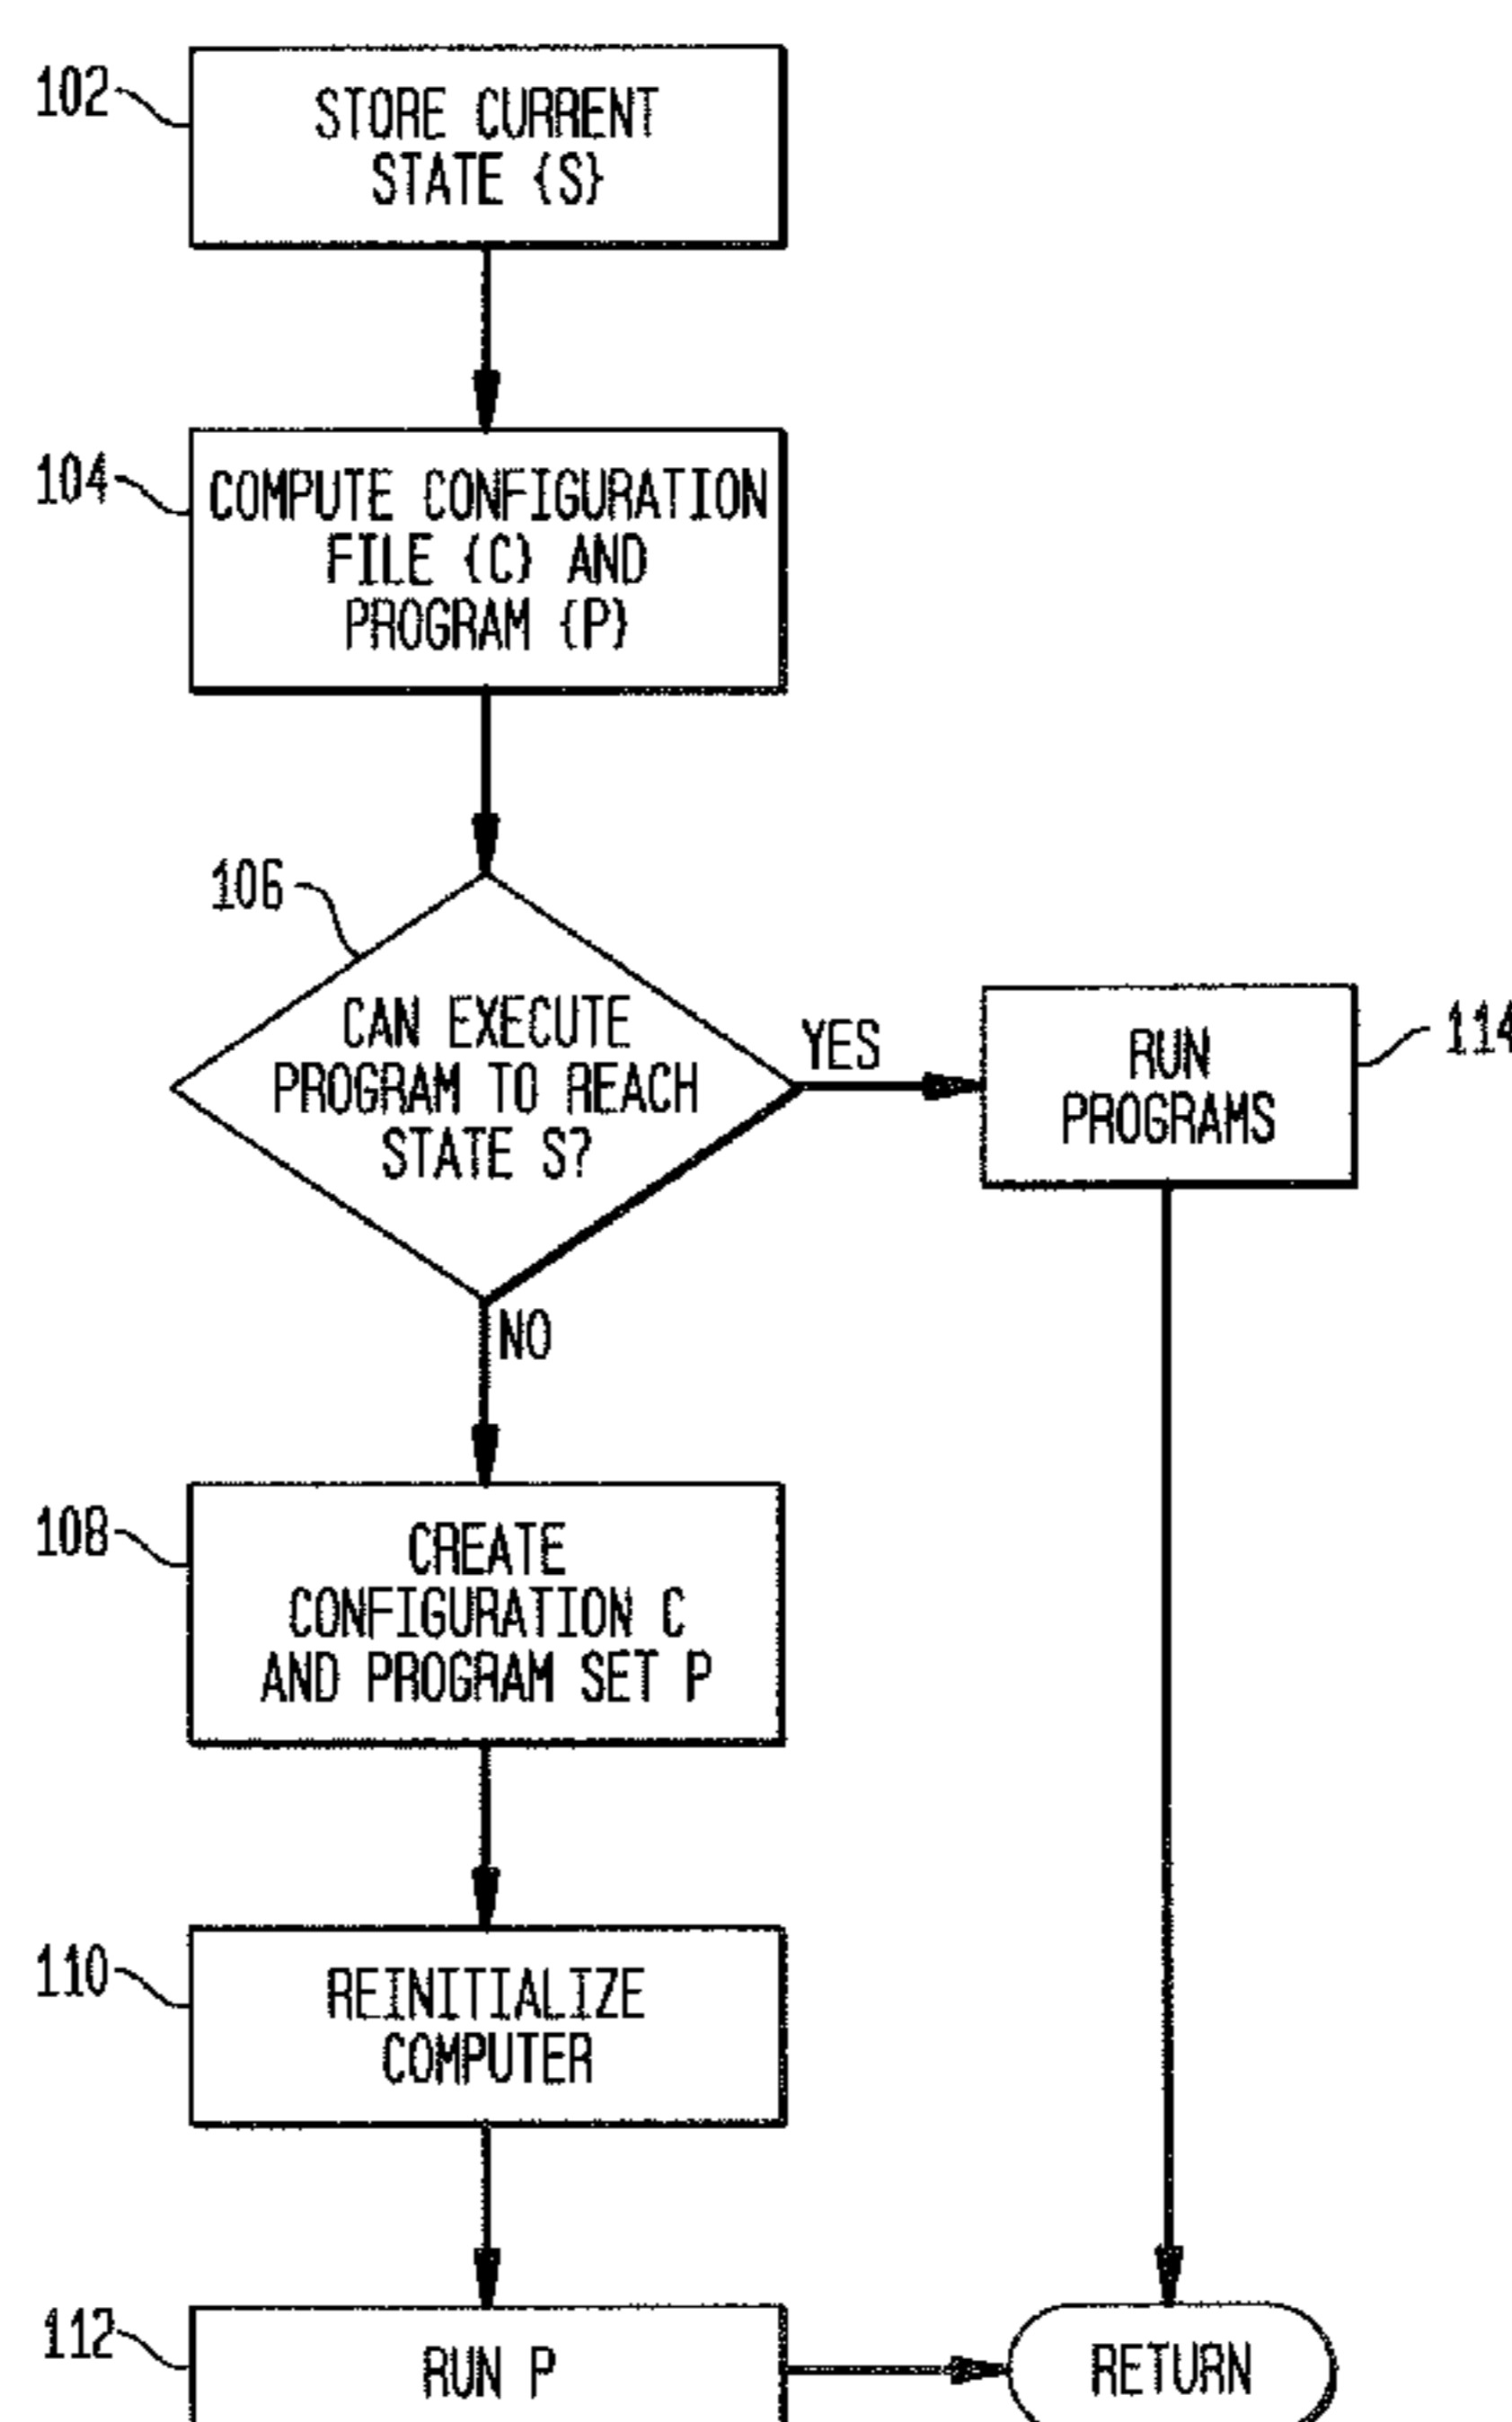 102
STORE CURRENT
STATE {S}
104
COMPUTE CONFIGURATION
FILE {C} AND
PROGRAM {P}
106
CAN EXECUTE
PROGRAM TO REACH
STATE S?
YES
RUN
PROGRAMS
114
NO
108
CREATE
CONFIGURATION C
AND PROGRAM SET P
110
REINITIALIZE
COMPUTER
112
RUN P
RETURN